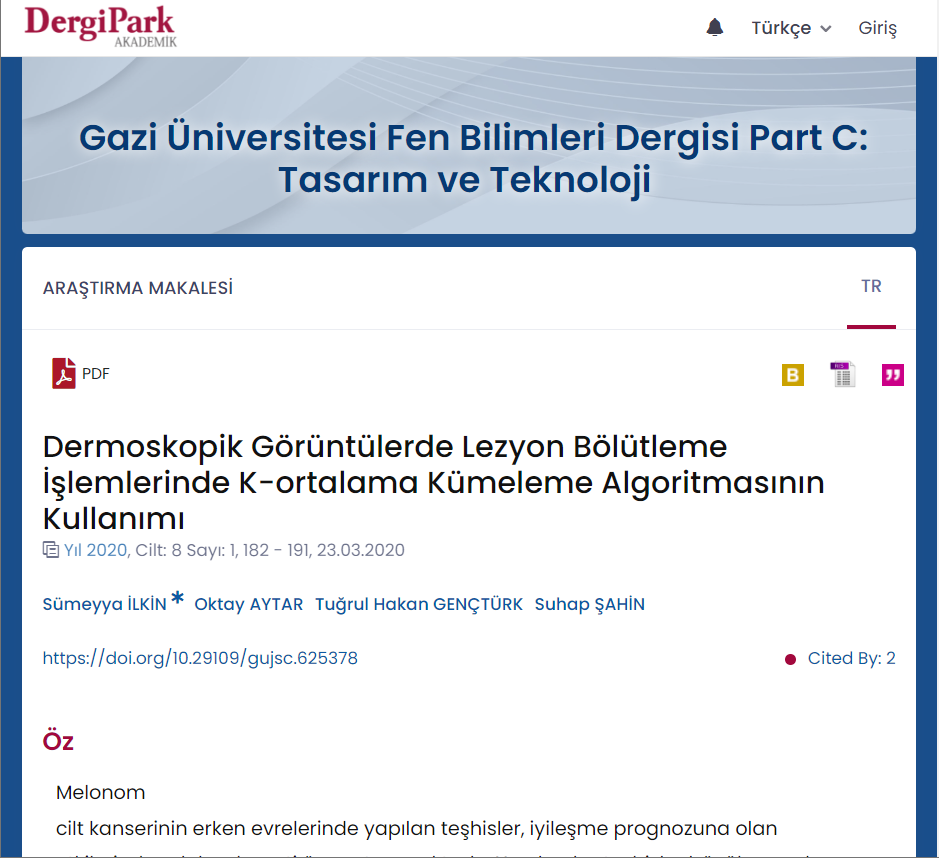 DergiPark
AKADEMİK
Türkçe
Giriş
Gazi Üniversitesi Fen Bilimleri Dergisi Part C:
Tasarım ve Teknoloji
ARAŞTIRMA MAKALESİ
TR
PDF
B
RIS
Dermoskopik Görüntülerde Lezyon Bölütleme
İşlemlerinde K-ortalama Kümeleme Algoritmasının
Kullanımı
Yıl 2020, Cilt: 8 Sayı: 1, 182 - 191, 23.03.2020
Sümeyya İLKİN * Oktay AYTAR Tuğrul Hakan GENÇTÜRK Suhap ŞAHİN
https://doi.org/10.29109/gujsc.625378
Cited By: 2
Öz
Melonom
cilt kanserinin erken evrelerinde yapılan teşhisler, iyileşme prognozuna olan